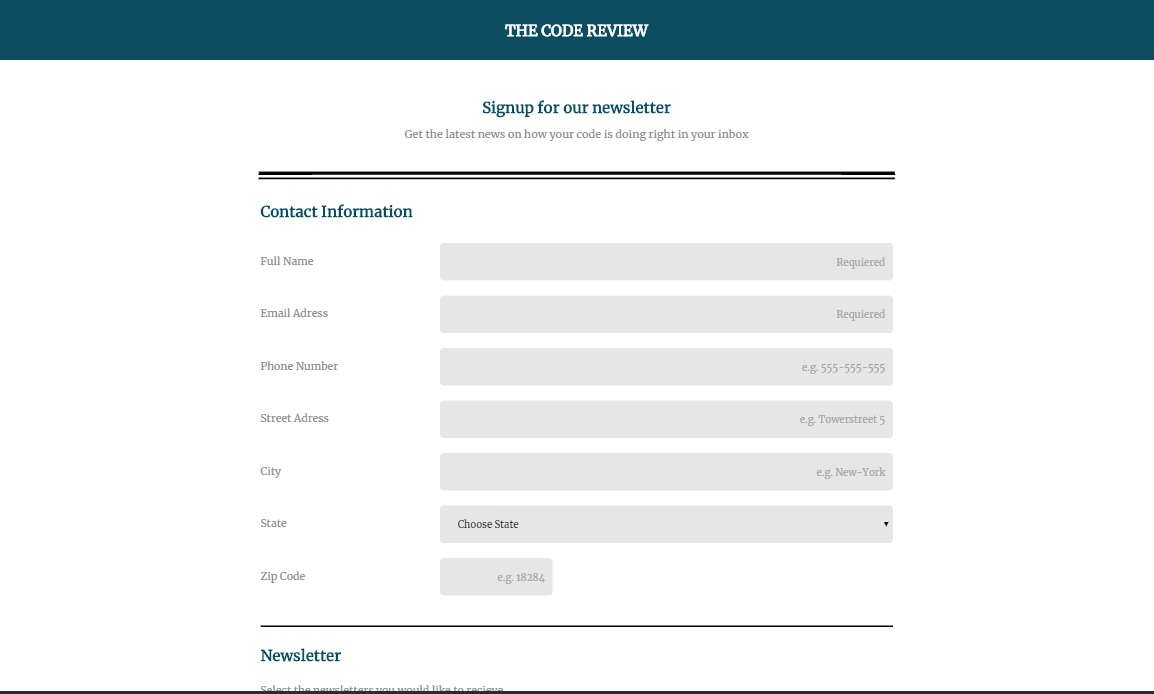 THE CODE REVIEW
Signup for our newsletter
Get the latest news on how your code is doing right in your inbox
Contact Information
Full Name Requiered
Email Adress Requiered
Phone Number e.g. 555-555-555
Street Adress e.g. Towerstreet 5
City e.g. New-York
State Choose State
Zip Code e.g. 18284
Newsletter
Select the newsletters you would like to recieve